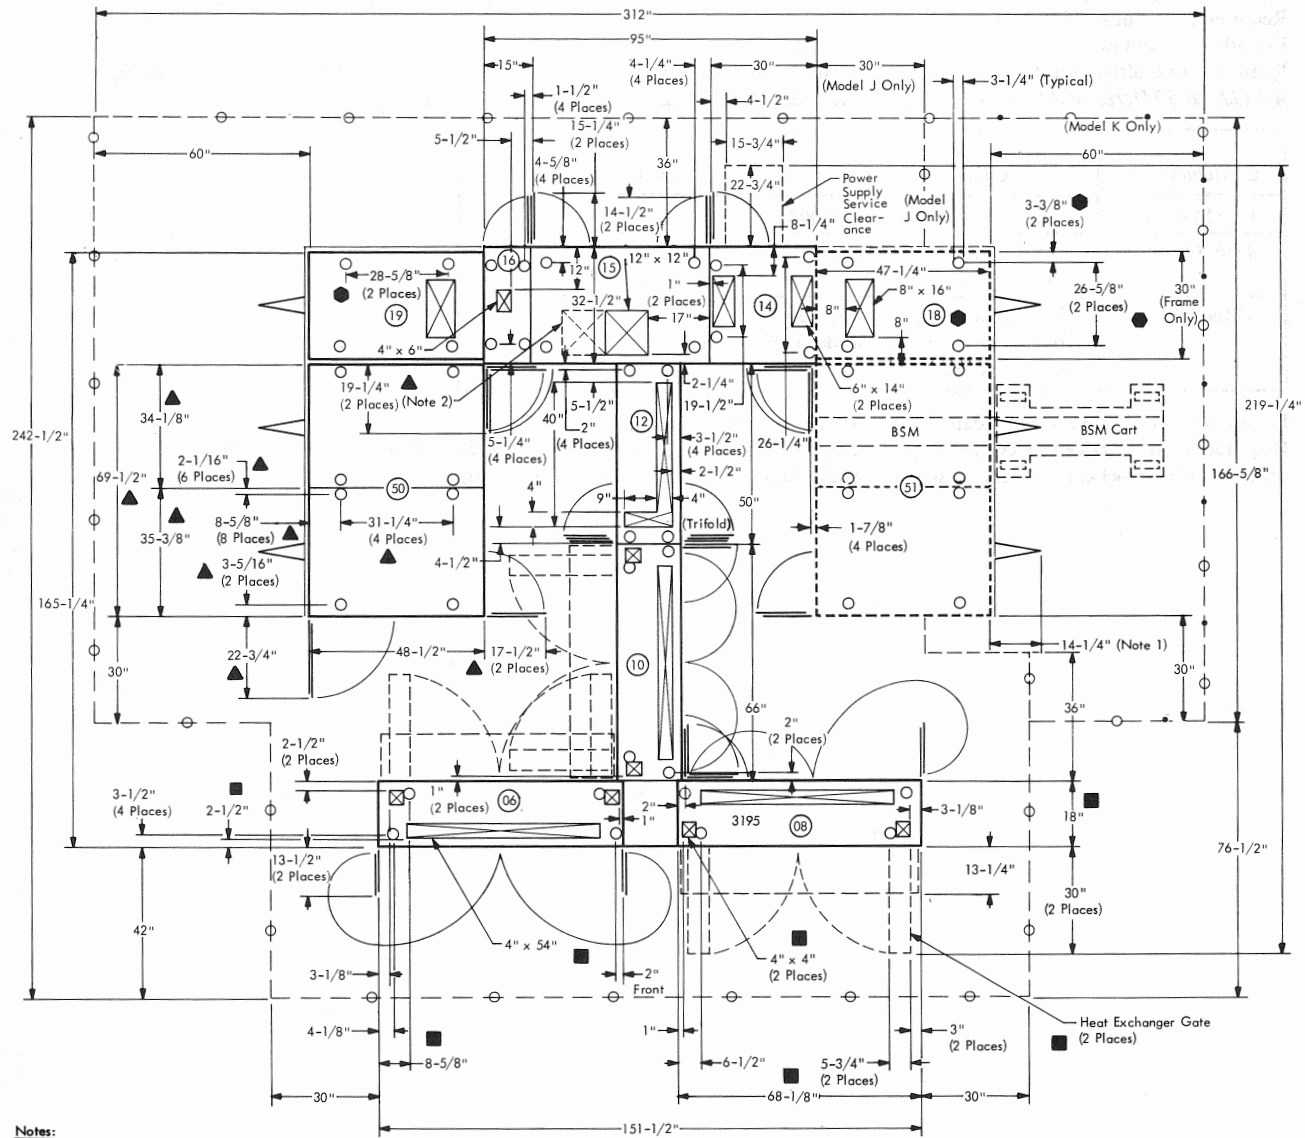 312"
95"
15"
4-1/4"
(4 Places)
30"
30"
(Model J Only)
3-1/4" (Typical)
1-1/2"
(4 Places)
4-1/2"
5-1/2"
15-1/4"
(2 Places)
(Model K Only)
60"
36"
15-3/4"
60"
4-5/8"
(4 Places)
22-3/4"
Power
Supply
Service
Clear-
ance
(Model
J Only)
14-1/2"
(2 Places)
8-1/4"
3-3/8"
(2 Places)
16
12"
15
12" x 12"
28-5/8"
(2 Places)
1"
(2 Places)
47-1/4"
8" x 16"
26-5/8"
(2 Places)
30"
(Frame
Only)
19
32-1/2"
17"
14
8"
18
8"
4" x 6"
19-1/4"
(2 Places)
(Note 2)
2-1/4"
6" x 14"
(2 Places)
219-1/4"
34-1/8"
5-1/2"
40"
19-1/2"
12
242-1/2"
2"
(4 Places)
3-1/2"
(4 Places)
26-1/4"
BSM
BSM Cart
5-1/4"
(4 Places)
2-1/16"
(6 Places)
2-1/2"
166-5/8"
69-1/2"
4"
9"
4"
50"
50
51
8-5/8"
(8 Places)
31-1/4"
(4 Places)
(Trifold)
1-7/8"
(4 Places)
35-3/8"
4-1/2"
3-5/16"
(2 Places)
165-1/4"
22-3/4"
48-1/2"
17-1/2"
(2 Places)
10
14-1/4" (Note 1)
30"
30"
66"
36"
2"
(2 Places)
2-1/2"
(2 Places)
3-1/2"
(4 Places)
2-1/2"
1"
(2 Places)
06
2"
1"
3195
08
3-1/8"
18"
13-1/2"
(2 Places)
13-1/4"
76-1/2"
30"
(2 Places)
42"
4" x 54"
4" x 4"
(2 Places)
3-1/8"
2"
Front
4-1/8"
1"
3"
(2 Places)
Heat Exchanger Gate
(2 Places)
8-5/8"
6-1/2"
5-3/4"
(2 Places)
30"
68-1/8"
30"
151-1/2"
Notes: